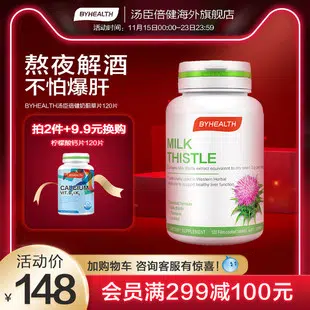 BYHEALTH 汤臣倍健海外旗舰店
活动时间:11月15日00:00~23日23:59
熬夜解酒
不怕爆肝
BYHEALTH汤臣倍健奶蓟草片120片
拍2件+9.9元换购
柠檬酸钙片120片
CALCIUM
BYHEALTH
MILK
THISTLE
活动价
¥148
加购物车 咨询客服有惊喜!
会员满299减100元